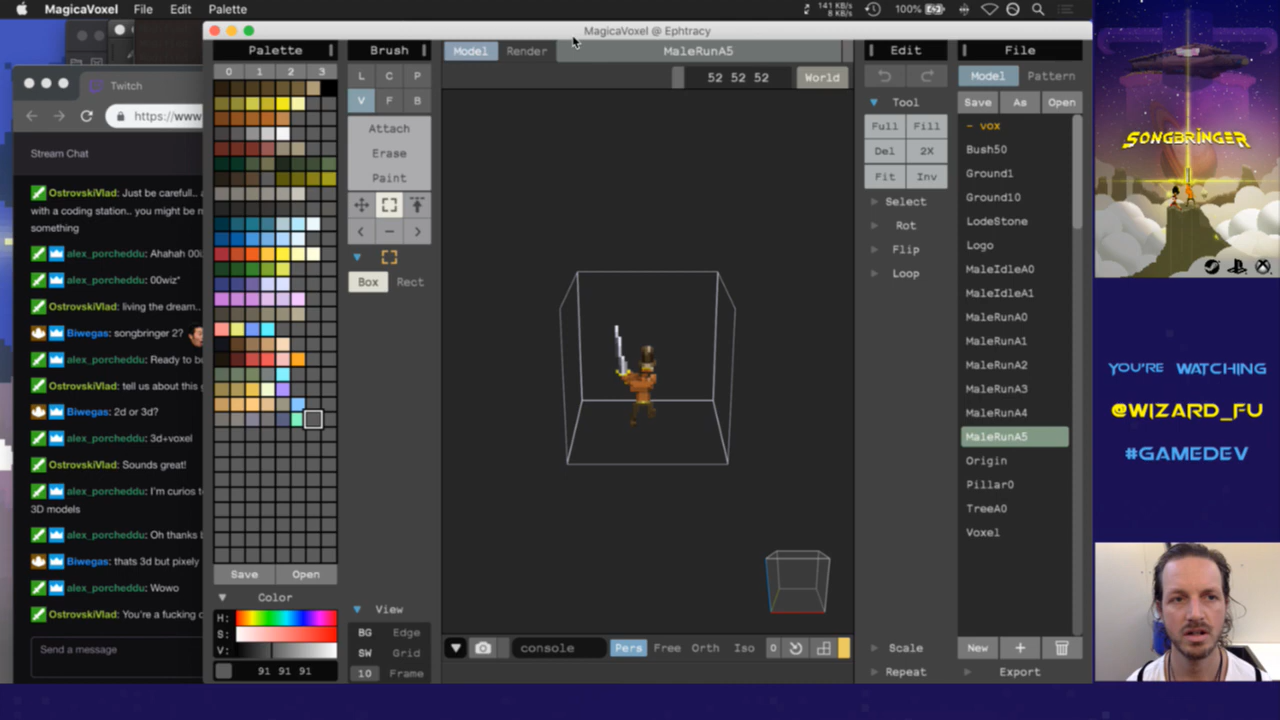 MagicaVoxel File Edit Palette
141 KB/s
8 KB/s
100%
MagicaVoxel @ Ephtracy
Twitch
https://www
Stream Chat
OstrovskiVlad: Just be carefull..
with a coding station.. you might be
something
alex_porcheddu: Ahahah 00
alex_porcheddu: 00wiz*
OstrovskiVlad: living the dream..
Biwegas: songbringer 2?
alex_porcheddu: Ready to
OstrovskiVlad: tell us about this
Biwegas: 2d or 3d?
alex_porcheddu: 3d+voxel
OstrovskiVlad: Sounds great!
alex_porcheddu: I'm curios
3D models
alex_porcheddu: Oh thanks
Biwegas: thats 3d but pixely
alex_porcheddu: Wowo
OstrovskiVlad: You're a fucking
Send a message
Palette
0 1 2 3
Save Open
Color
H:
S:
V:
91 91 91
Brush
L C P
V F B
Attach
Erase
Paint
Box Rect
View
BG Edge
SW Grid
10 Frame
Model Render MaleRunA5
52 52 52 World
console Pers Free Orth Iso 0
Edit
Tool
Full Fill
Del 2X
Fit Inv
Select
Rot
Flip
Loop
Scale
Repeat
File
Model Pattern
Save As Open
- vox
Bush50
Ground1
Ground10
LodeStone
Logo
MaleIdleA0
MaleIdleA1
MaleRunA0
MaleRunA1
MaleRunA2
MaleRunA3
MaleRunA4
MaleRunA5
Origin
Pillar0
TreeA0
Voxel
New +
Export
SONGBRINGER
YOU'RE WATCHING
@WIZARD_FU
#GAMEDEV